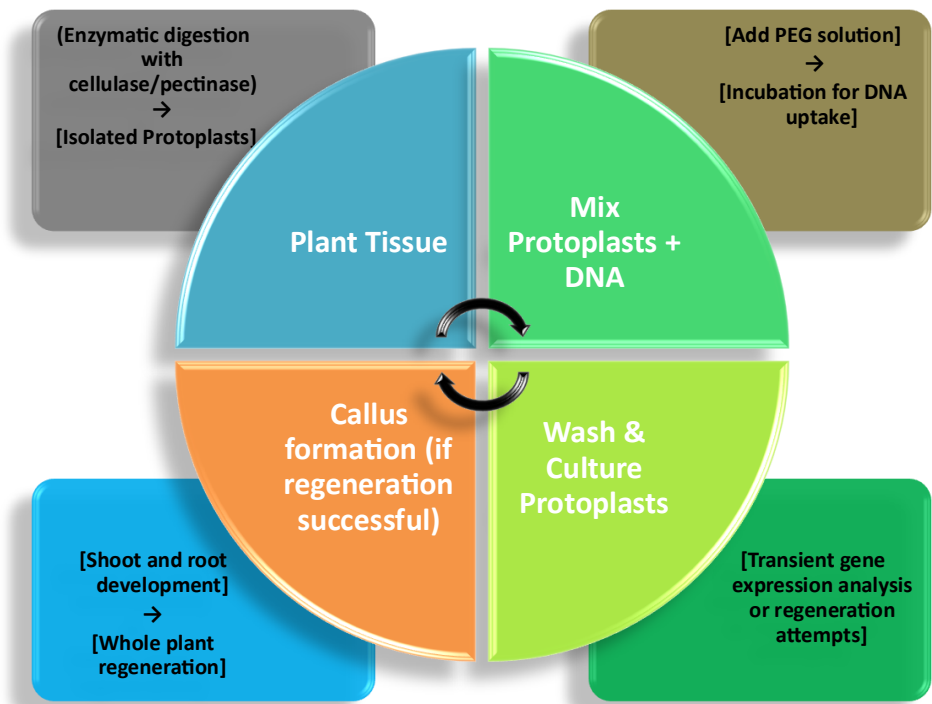 (Enzymatic digestion
with
cellulase/pectinase)
→
[Isolated Protoplasts]
[Add PEG solution]
→
[Incubation for DNA
uptake]
Plant Tissue
Mix
Protoplasts +
DNA
Callus
formation (if
regeneration
successful)
Wash &
Culture
Protoplasts
[Shoot and root
development]
→
[Whole plant
regeneration]
[Transient gene
expression analysis
or regeneration
attempts]